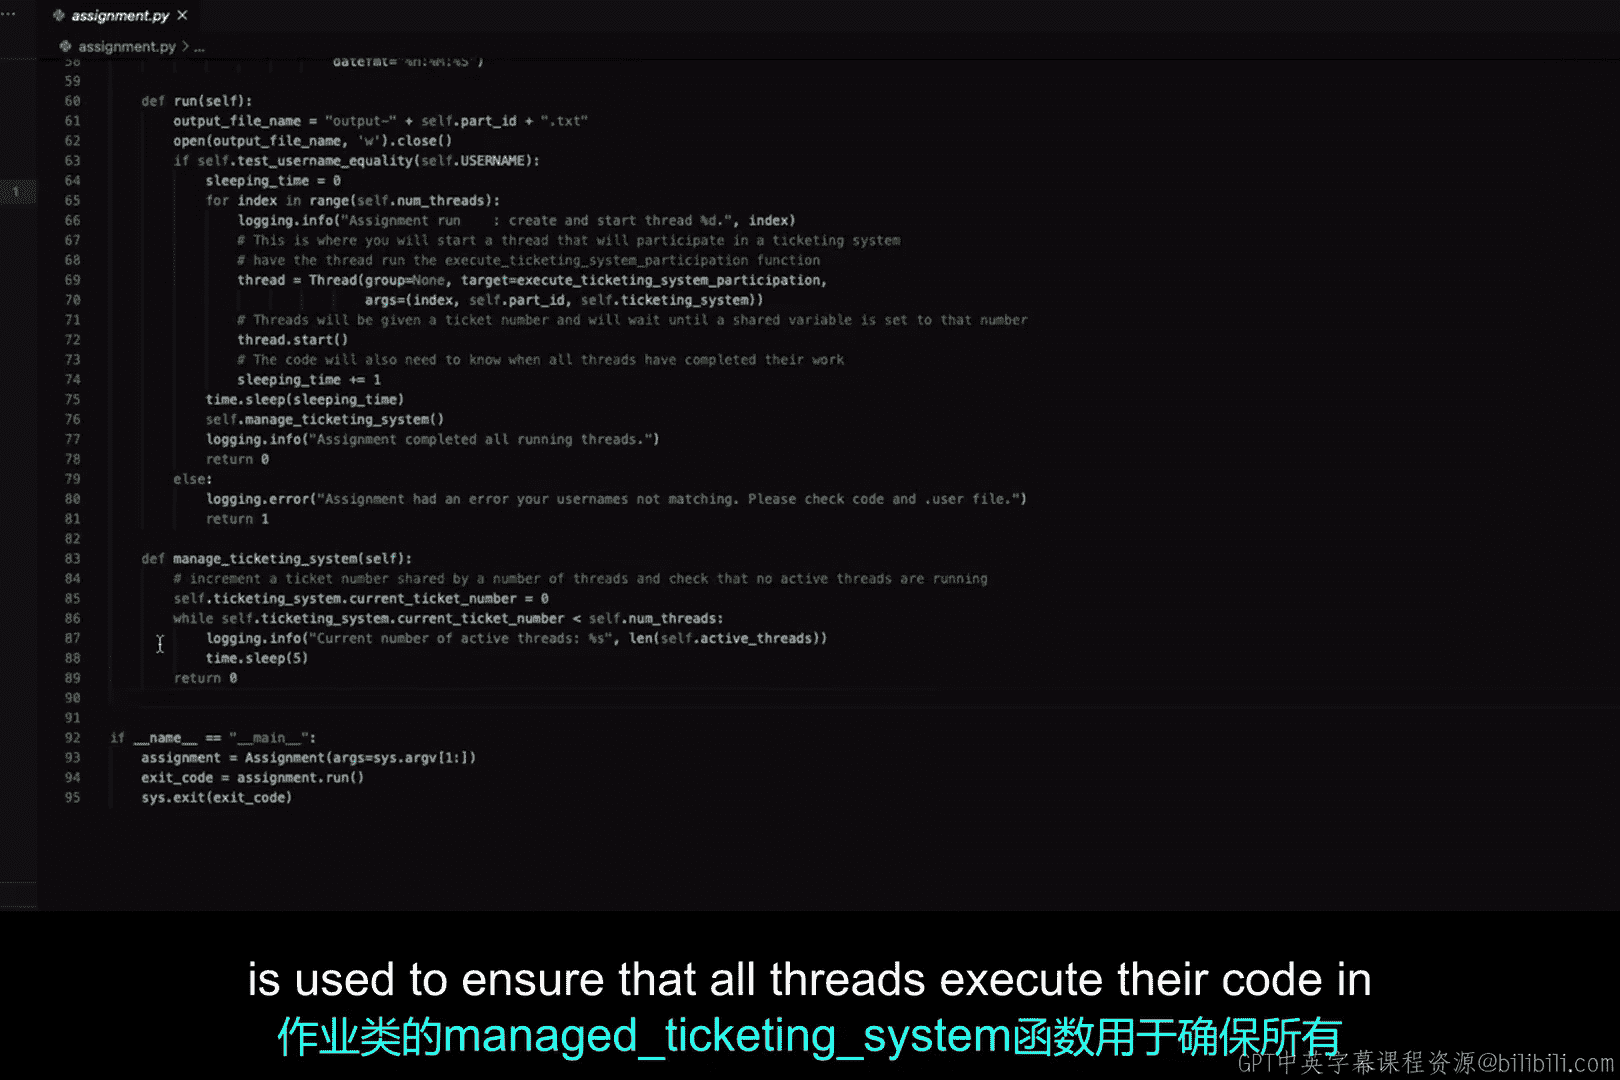 ... assignment.py ×
assignment.py > ...
58 datefmt="%H:%M:%S")
59
60 def run(self):
61 output_file_name = "output-" + self.part_id + ".txt"
62 open(output_file_name, 'w').close()
63 if self.test_username_equality(self.USERNAME):
64 sleeping_time = 0
65 for index in range(self.num_threads):
66 logging.info("Assignment run    : create and start thread %d.", index)
67 # This is where you will start a thread that will participate in a ticketing system
68 # have the thread run the execute_ticketing_system_participation function
69 thread = Thread(group=None, target=execute_ticketing_system_participation,
70 args=(index, self.part_id, self.ticketing_system))
71 # Threads will be given a ticket number and will wait until a shared variable is set to that number
72 thread.start()
73 # The code will also need to know when all threads have completed their work
74 sleeping_time += 1
75 time.sleep(sleeping_time)
76 self.manage_ticketing_system()
77 logging.info("Assignment completed all running threads.")
78 return 0
79 else:
80 logging.error("Assignment had an error your usernames not matching. Please check code and .user file.")
81 return 1
82
83 def manage_ticketing_system(self):
84 # increment a ticket number shared by a number of threads and check that no active threads are running
85 self.ticketing_system.current_ticket_number = 0
86 while self.ticketing_system.current_ticket_number < self.num_threads:
87 logging.info("Current number of active threads: %s", len(self.active_threads))
88 time.sleep(5)
89 return 0
90
91
92 if __name__ == "__main__":
93 assignment = Assignment(args=sys.argv[1:])
94 exit_code = assignment.run()
95 sys.exit(exit_code)
1
is used to ensure that all threads execute their code in
作业类的managed_ticketing_system函数用于确保所有
GPT中英字幕课程资源@bilibili.com